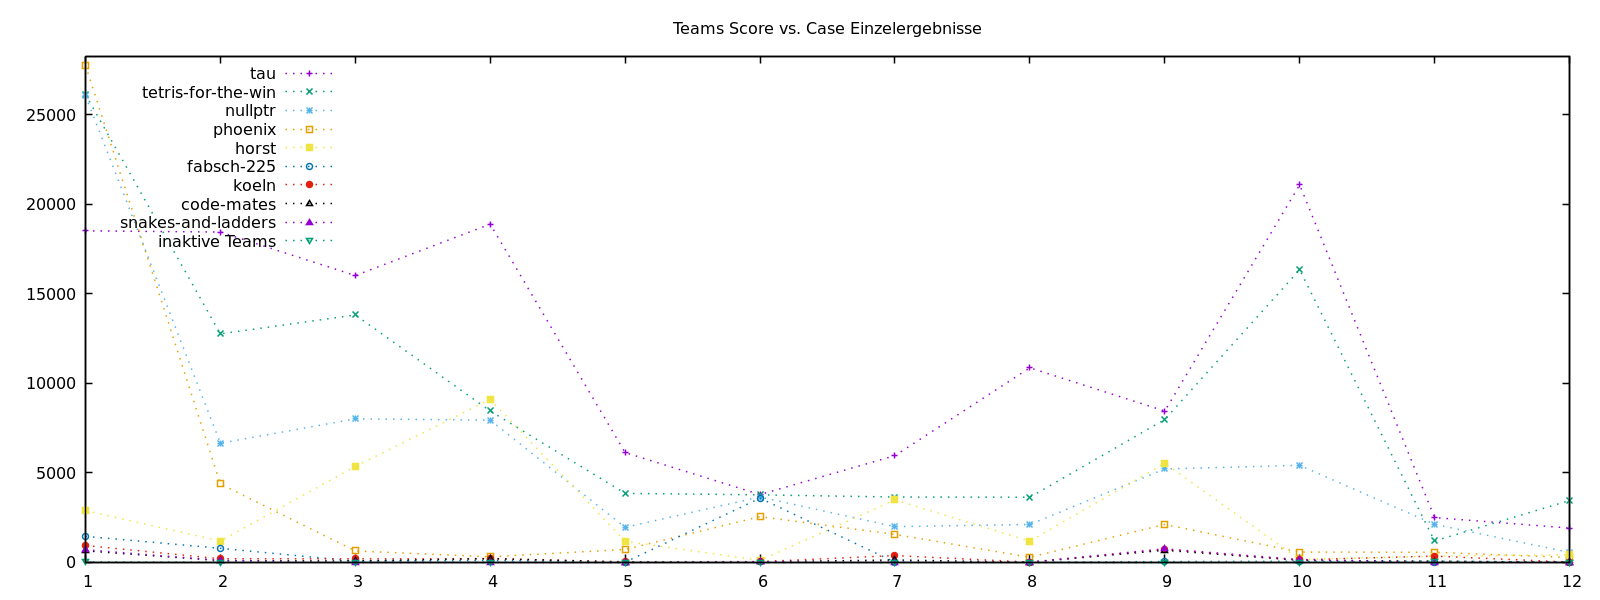 Teams Score vs. Case Einzelergebnisse
tau
tetris-for-the-win
nullptr
phoenix
horst
fabsch-225
koeln
code-mates
snakes-and-ladders
inaktive Teams
25000
20000
15000
10000
5000
0
1 2 3 4 5 6 7 8 9 10 11 12